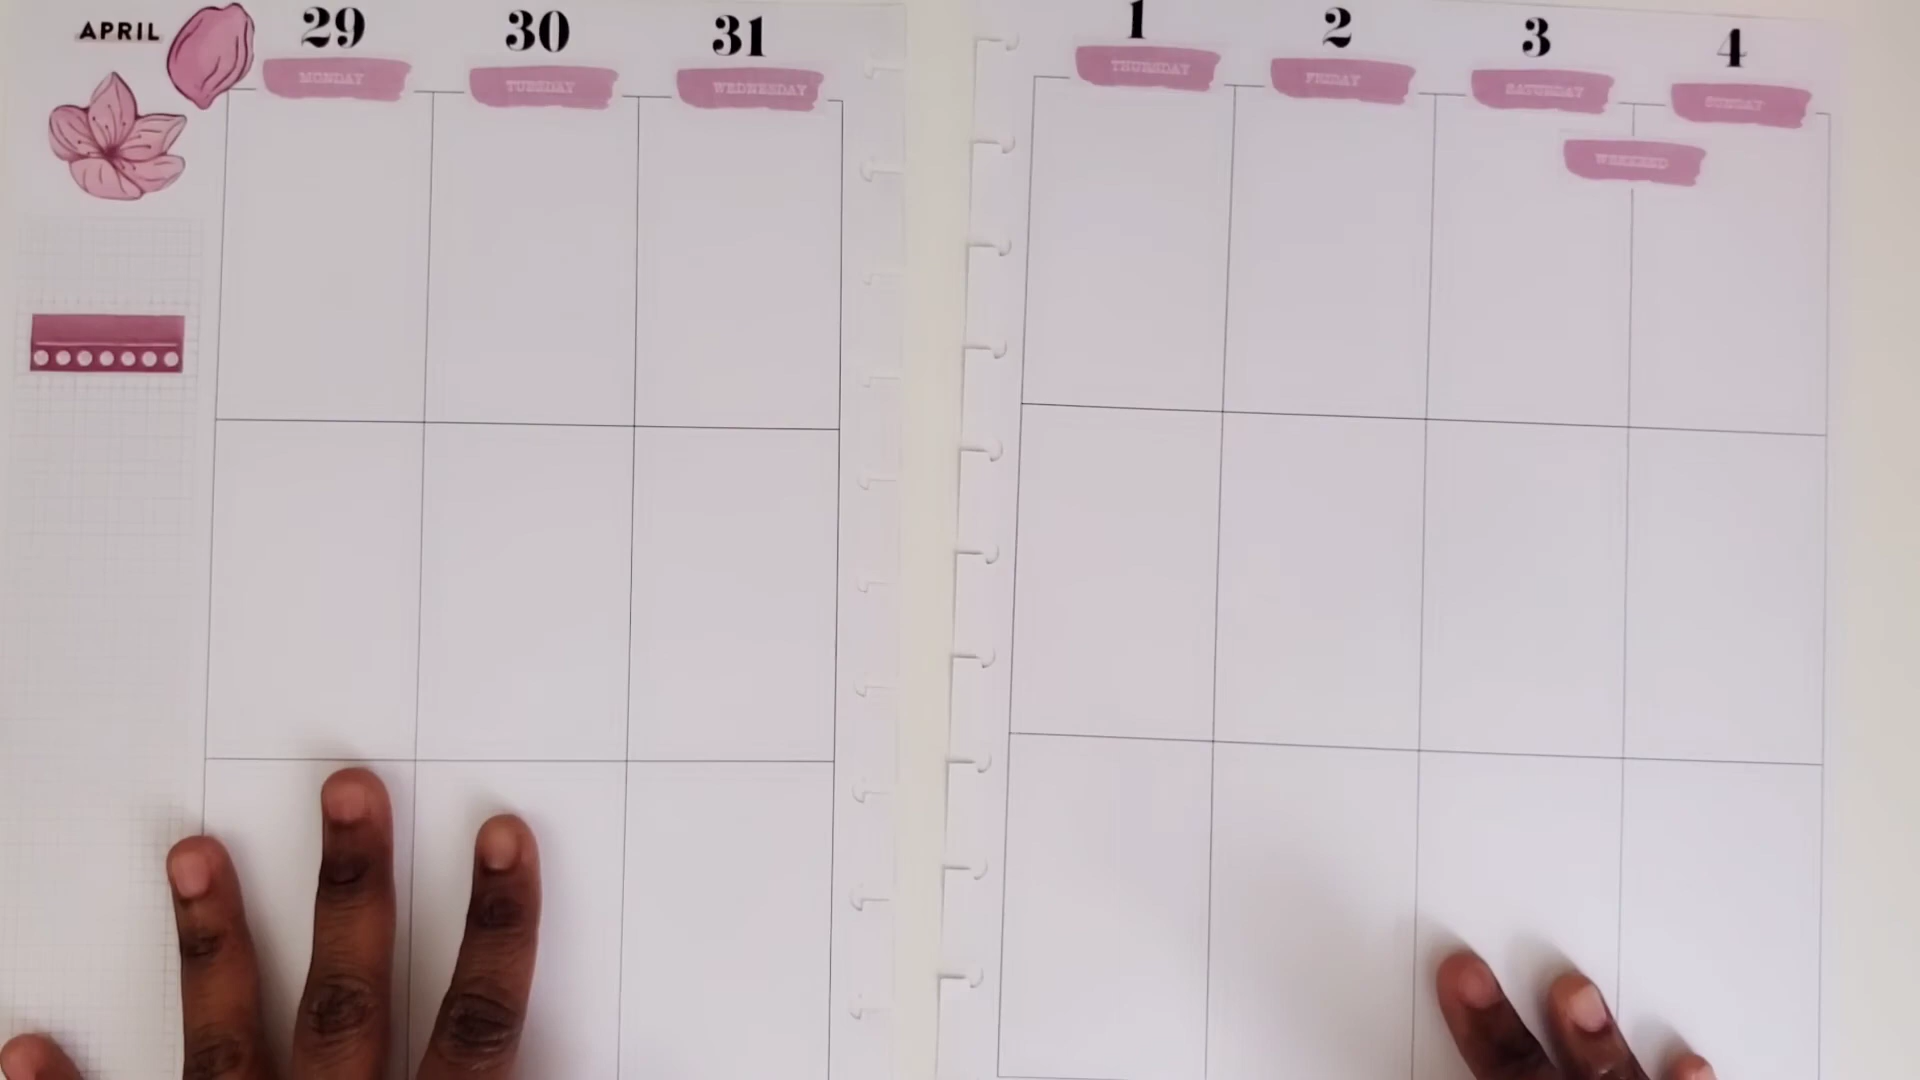 APRIL
29
30
31
1
2
3
4
MONDAY
TUESDAY
WEDNESDAY
THURSDAY
FRIDAY
SATURDAY
SUNDAY
WEEKEND